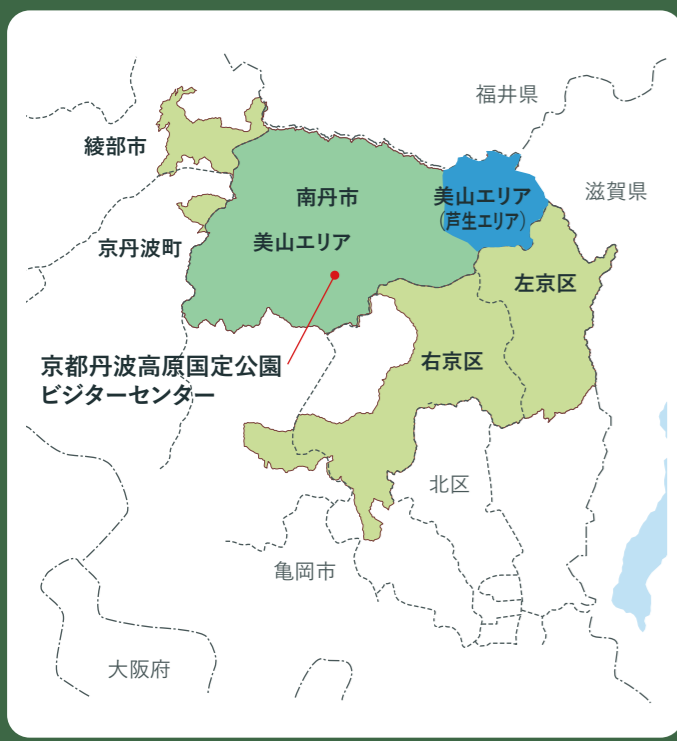 福井県
綾部市
滋賀県
南丹市
美山エリア
(芦生エリア)
京丹波町
美山エリア
左京区
京都丹波高原国定公園
ビジターセンター
右京区
北区
亀岡市
大阪府